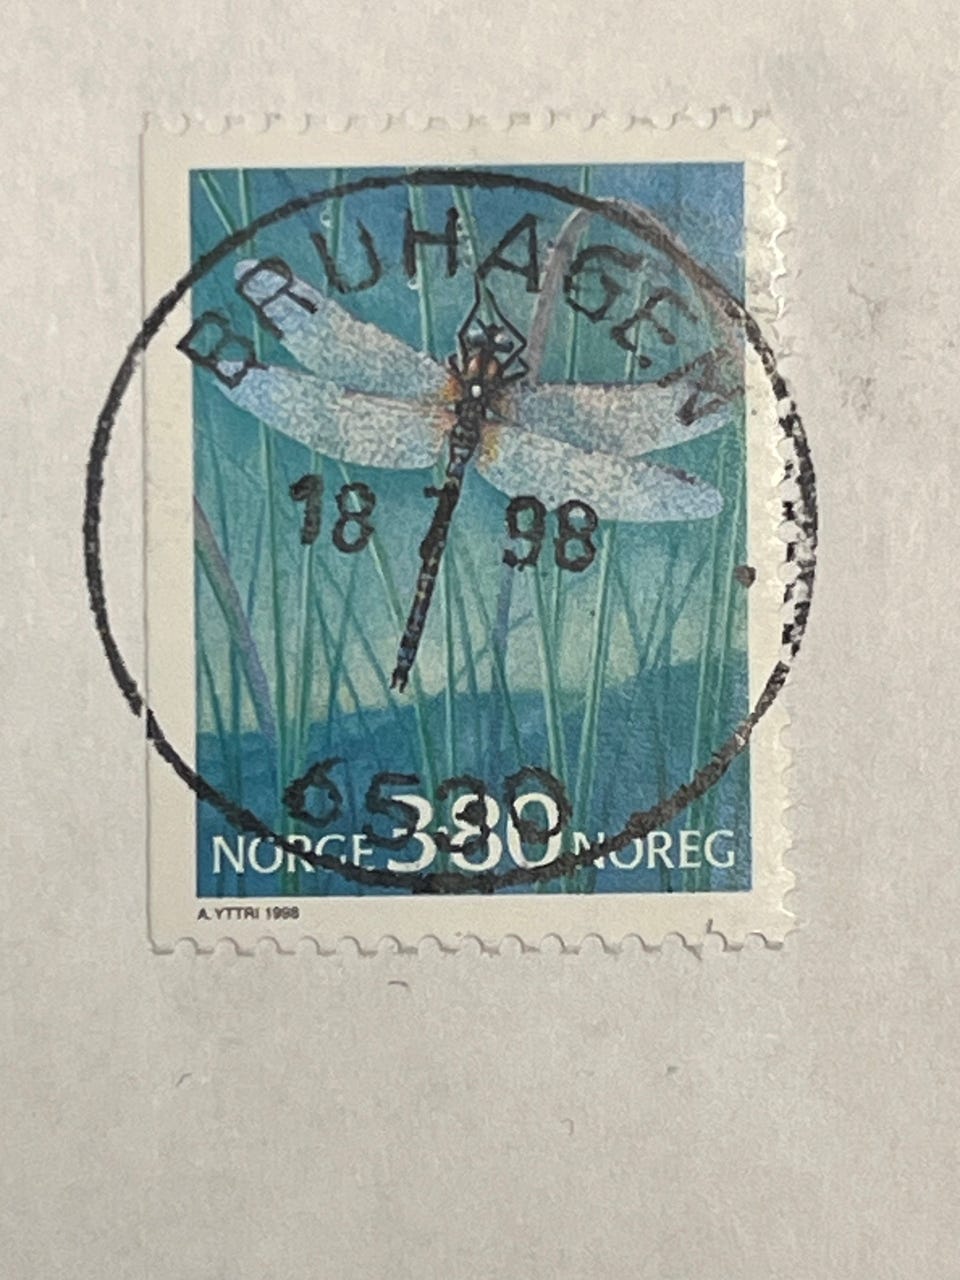 BRUHAGEN
18 7 98
6530
NORGE 3.80 NOREG
A. YTTRI 1998